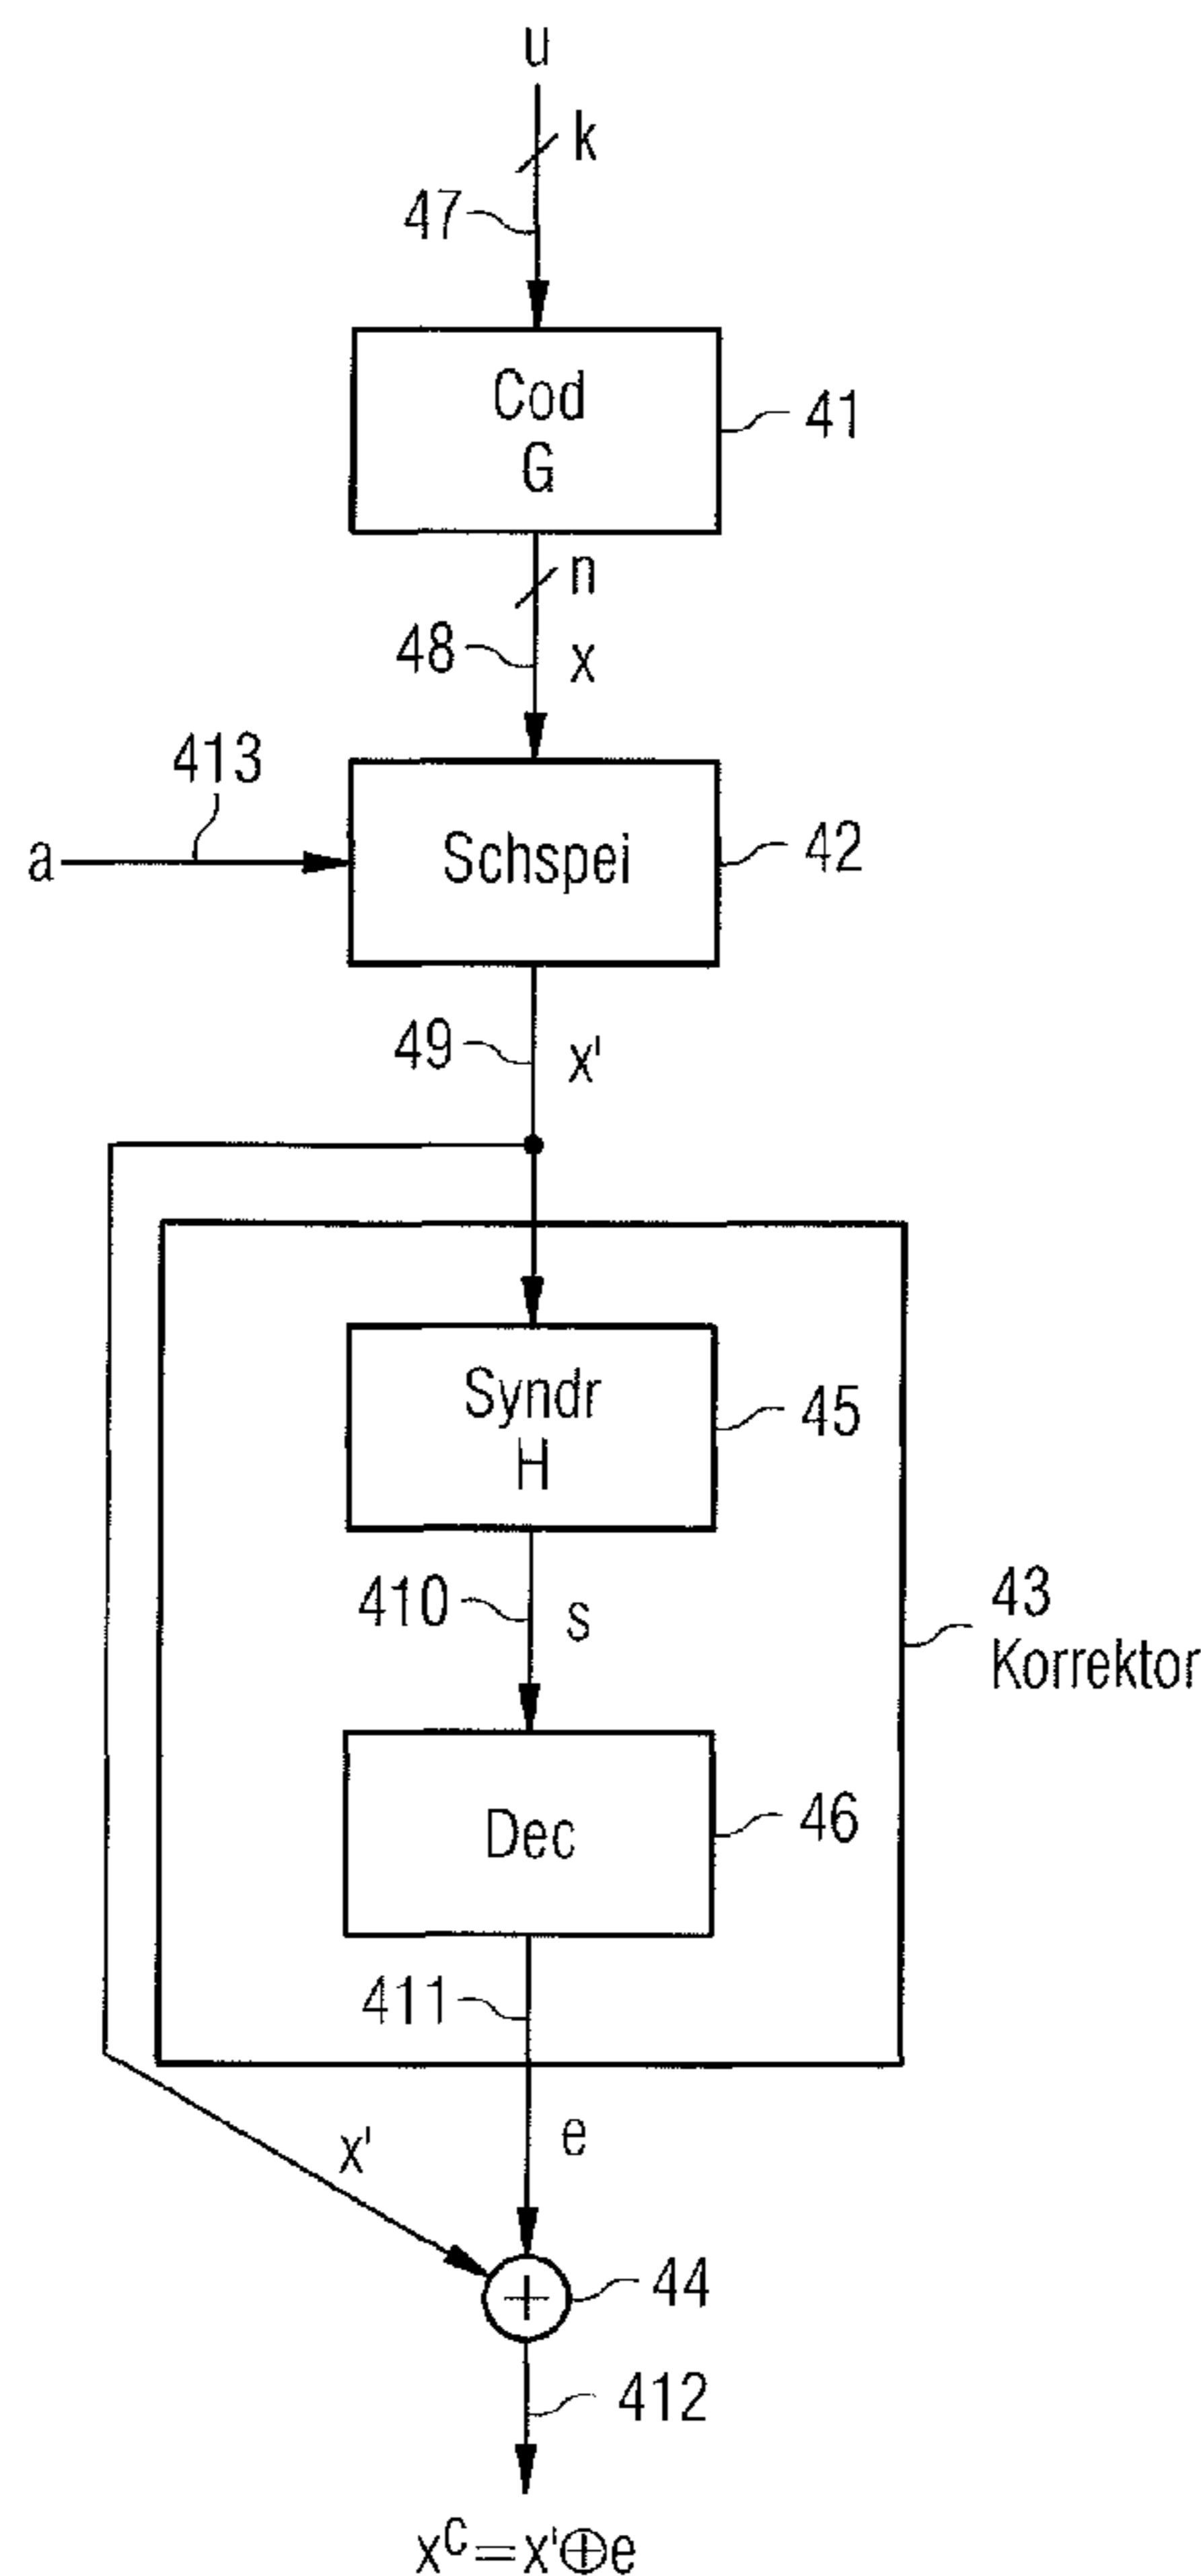 u
k
47
Cod
G
41
n
48
x
413
a
Schspei
42
49
x'
Syndr
H
45
410
s
43
Korrektor
Dec
46
411
e
x'
+
44
412
x^c=x'⊕e